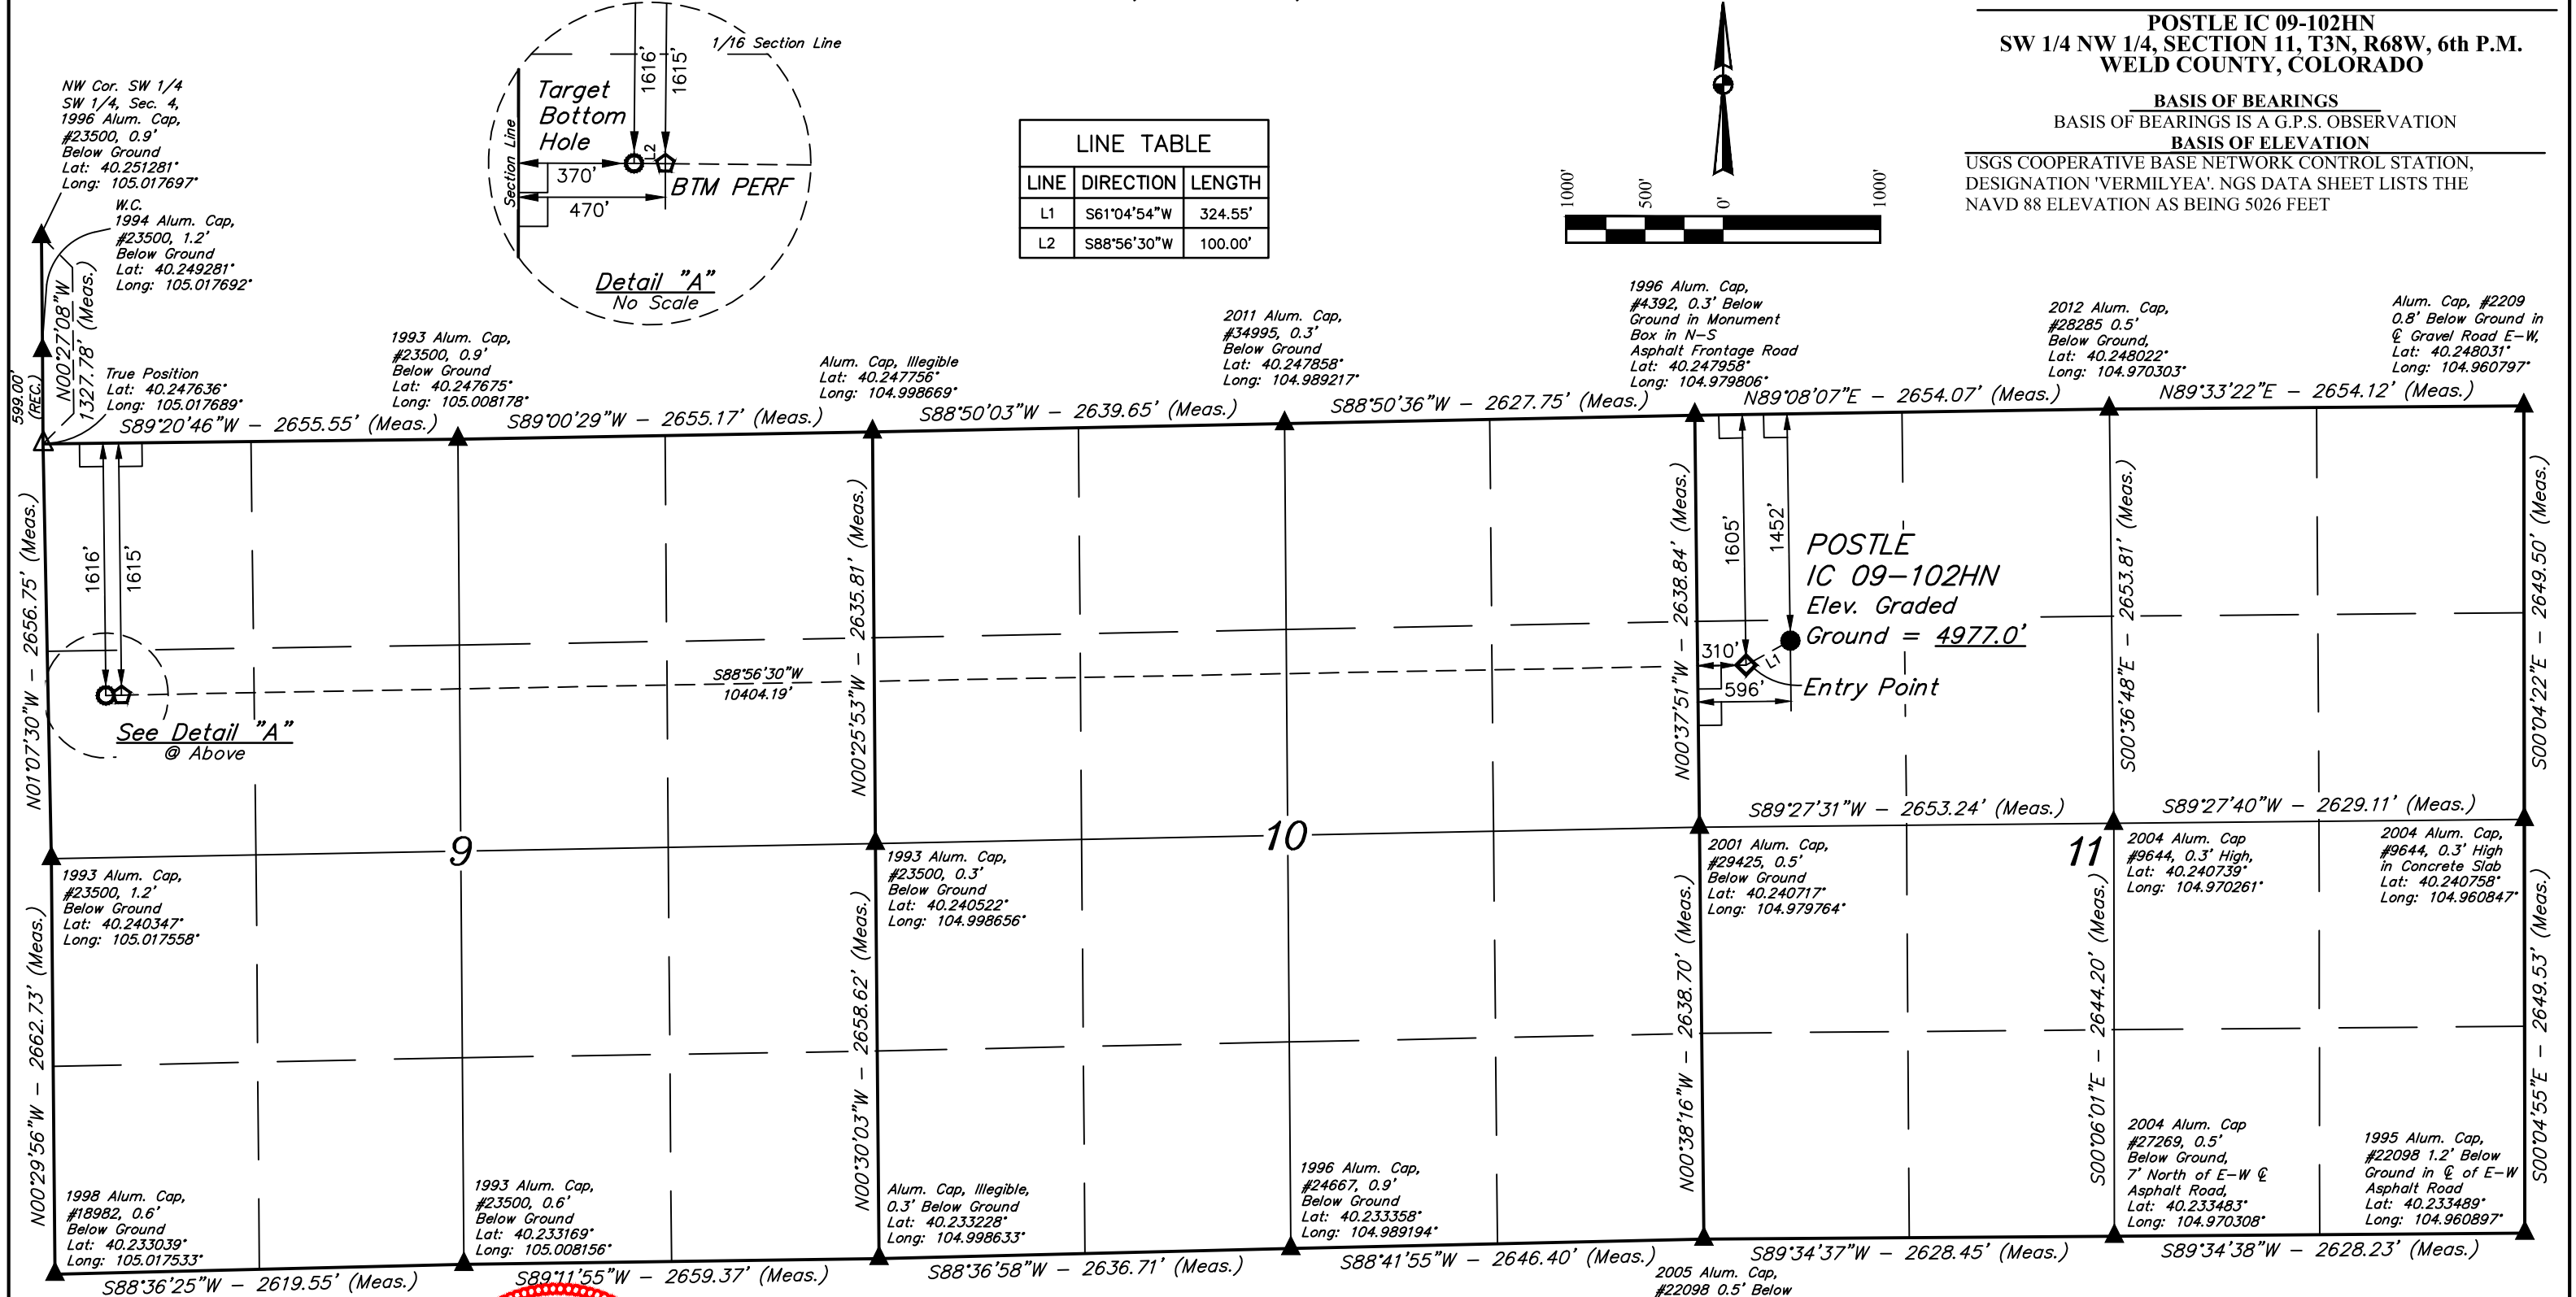 POSTLE IC 09-102HN
SW 1/4 NW 1/4, SECTION 11, T3N, R68W, 6th P.M.
WELD COUNTY, COLORADO
BASIS OF BEARINGS
BASIS OF BEARINGS IS A G.P.S. OBSERVATION
BASIS OF ELEVATION
USGS COOPERATIVE BASE NETWORK CONTROL STATION,
DESIGNATION 'VERMILYEA'. NGS DATA SHEET LISTS THE
NAVD 88 ELEVATION AS BEING 5026 FEET
1000'
500'
0'
1000'
LINE TABLE
LINE DIRECTION LENGTH
L1 S61°04'54"W 324.55'
L2 S88°56'30"W 100.00'
1/16 Section Line
1616'
1615'
Target
Bottom
Hole
Section Line
L2
370'
BTM PERF
470'
Detail "A"
No Scale
NW Cor. SW 1/4
SW 1/4, Sec. 4,
1996 Alum. Cap,
#23500, 0.9'
Below Ground
Lat: 40.251281°
Long: 105.017697°
W.C.
1994 Alum. Cap,
#23500, 1.2'
Below Ground
Lat: 40.249281°
Long: 105.017692°
N00°27'08"W
1327.78' (Meas.)
599.00'
(REC.)
True Position
Lat: 40.247636°
Long: 105.017689°
1993 Alum. Cap,
#23500, 0.9'
Below Ground
Lat: 40.247675°
Long: 105.008178°
Alum. Cap, Illegible
Lat: 40.247756°
Long: 104.998669°
2011 Alum. Cap,
#34995, 0.3'
Below Ground
Lat: 40.247858°
Long: 104.989217°
1996 Alum. Cap,
#4392, 0.3' Below
Ground in Monument
Box in N-S
Asphalt Frontage Road
Lat: 40.247958°
Long: 104.979806°
2012 Alum. Cap,
#28285 0.5'
Below Ground,
Lat: 40.248022°
Long: 104.970303°
Alum. Cap, #2209
0.8' Below Ground in
℄ Gravel Road E-W,
Lat: 40.248031°
Long: 104.960797°
S89°20'46"W - 2655.55' (Meas.)
S89°00'29"W - 2655.17' (Meas.)
S88°50'03"W - 2639.65' (Meas.)
S88°50'36"W - 2627.75' (Meas.)
N89°08'07"E - 2654.07' (Meas.)
N89°33'22"E - 2654.12' (Meas.)
N01°07'30"W - 2656.75' (Meas.)
1616'
1615'
See Detail "A"
@ Above
S88°56'30"W
10404.19'
N00°25'53"W - 2635.81' (Meas.)
N00°37'51"W - 2638.84' (Meas.)
1605'
1452'
POSTLE
IC 09-102HN
Elev. Graded
Ground = 4977.0'
310'
L1
596'
Entry Point
S00°36'48"E - 2653.81' (Meas.)
S00°04'22"E - 2649.50' (Meas.)
S89°27'31"W - 2653.24' (Meas.)
S89°27'40"W - 2629.11' (Meas.)
9
10
11
1993 Alum. Cap,
#23500, 1.2'
Below Ground
Lat: 40.240347°
Long: 105.017558°
1993 Alum. Cap,
#23500, 0.3'
Below Ground
Lat: 40.240522°
Long: 104.998656°
2001 Alum. Cap,
#29425, 0.5'
Below Ground
Lat: 40.240717°
Long: 104.979764°
2004 Alum. Cap
#9644, 0.3' High,
Lat: 40.240739°
Long: 104.970261°
2004 Alum. Cap,
#9644, 0.3' High
in Concrete Slab
Lat: 40.240758°
Long: 104.960847°
N00°29'56"W - 2662.73' (Meas.)
N00°30'03"W - 2658.62' (Meas.)
N00°38'16"W - 2638.70' (Meas.)
S00°06'01"E - 2644.20' (Meas.)
S00°04'55"E - 2649.53' (Meas.)
1998 Alum. Cap,
#18982, 0.6'
Below Ground
Lat: 40.233039°
Long: 105.017533°
1993 Alum. Cap,
#23500, 0.6'
Below Ground
Lat: 40.233169°
Long: 105.008156°
Alum. Cap, Illegible,
0.3' Below Ground
Lat: 40.233228°
Long: 104.998633°
1996 Alum. Cap,
#24667, 0.9'
Below Ground
Lat: 40.233358°
Long: 104.989194°
2004 Alum. Cap
#27269, 0.5'
Below Ground,
7' North of E-W ℄
Asphalt Road,
Lat: 40.233483°
Long: 104.970308°
1995 Alum. Cap,
#22098 1.2' Below
Ground in ℄ of E-W
Asphalt Road
Lat: 40.233489°
Long: 104.960897°
S88°36'25"W - 2619.55' (Meas.)
S89°11'55"W - 2659.37' (Meas.)
S88°36'58"W - 2636.71' (Meas.)
S88°41'55"W - 2646.40' (Meas.)
S89°34'37"W - 2628.45' (Meas.)
S89°34'38"W - 2628.23' (Meas.)
2005 Alum. Cap,
#22098 0.5' Below